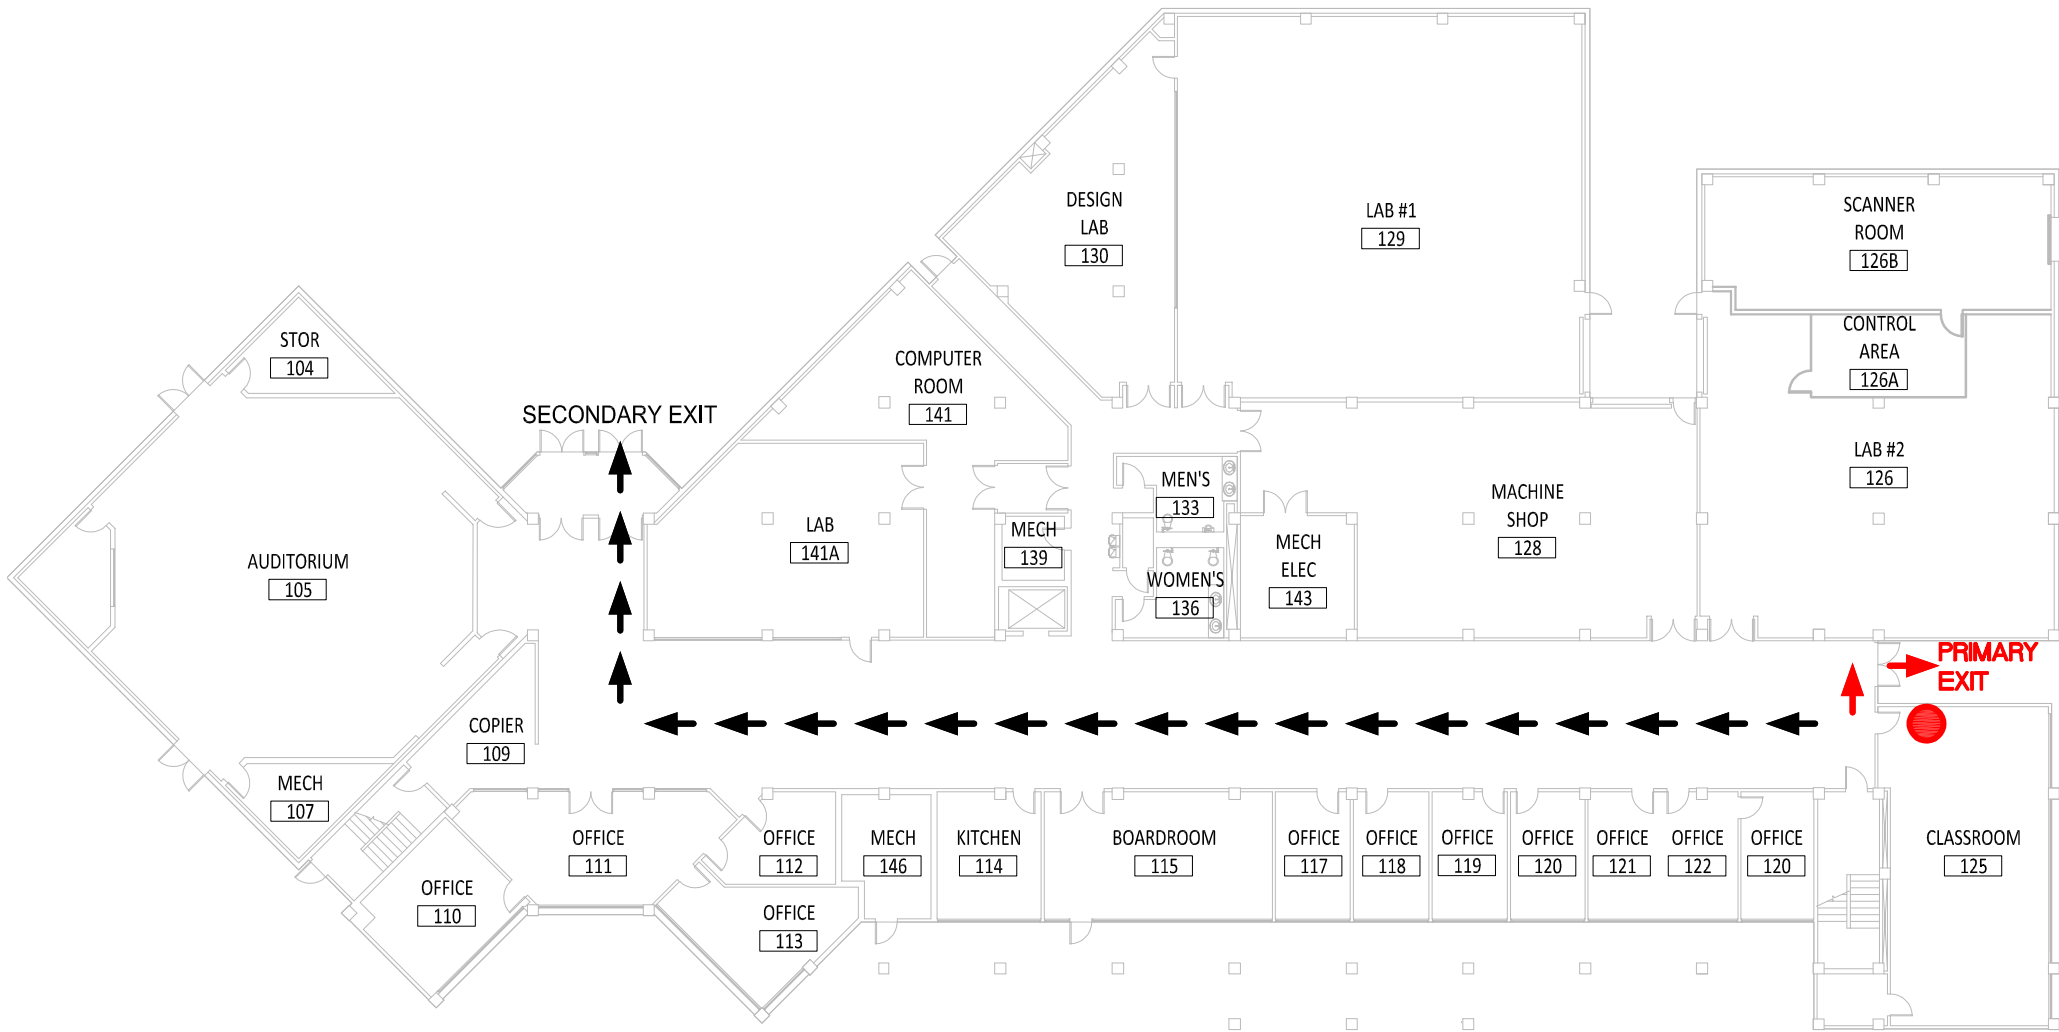 DESIGN
LAB
130
LAB #1
129
SCANNER
ROOM
126B
CONTROL
AREA
126A
STOR
104
COMPUTER
ROOM
141
SECONDARY EXIT
LAB #2
126
MEN'S
133
MACHINE
SHOP
128
LAB
141A
MECH
139
MECH
ELEC
143
AUDITORIUM
105
WOMEN'S
136
PRIMARY
EXIT
COPIER
109
MECH
107
OFFICE
111
OFFICE
112
MECH
146
KITCHEN
114
BOARDROOM
115
OFFICE
117
OFFICE
118
OFFICE
119
OFFICE
120
OFFICE
121
OFFICE
122
OFFICE
120
CLASSROOM
125
OFFICE
110
OFFICE
113